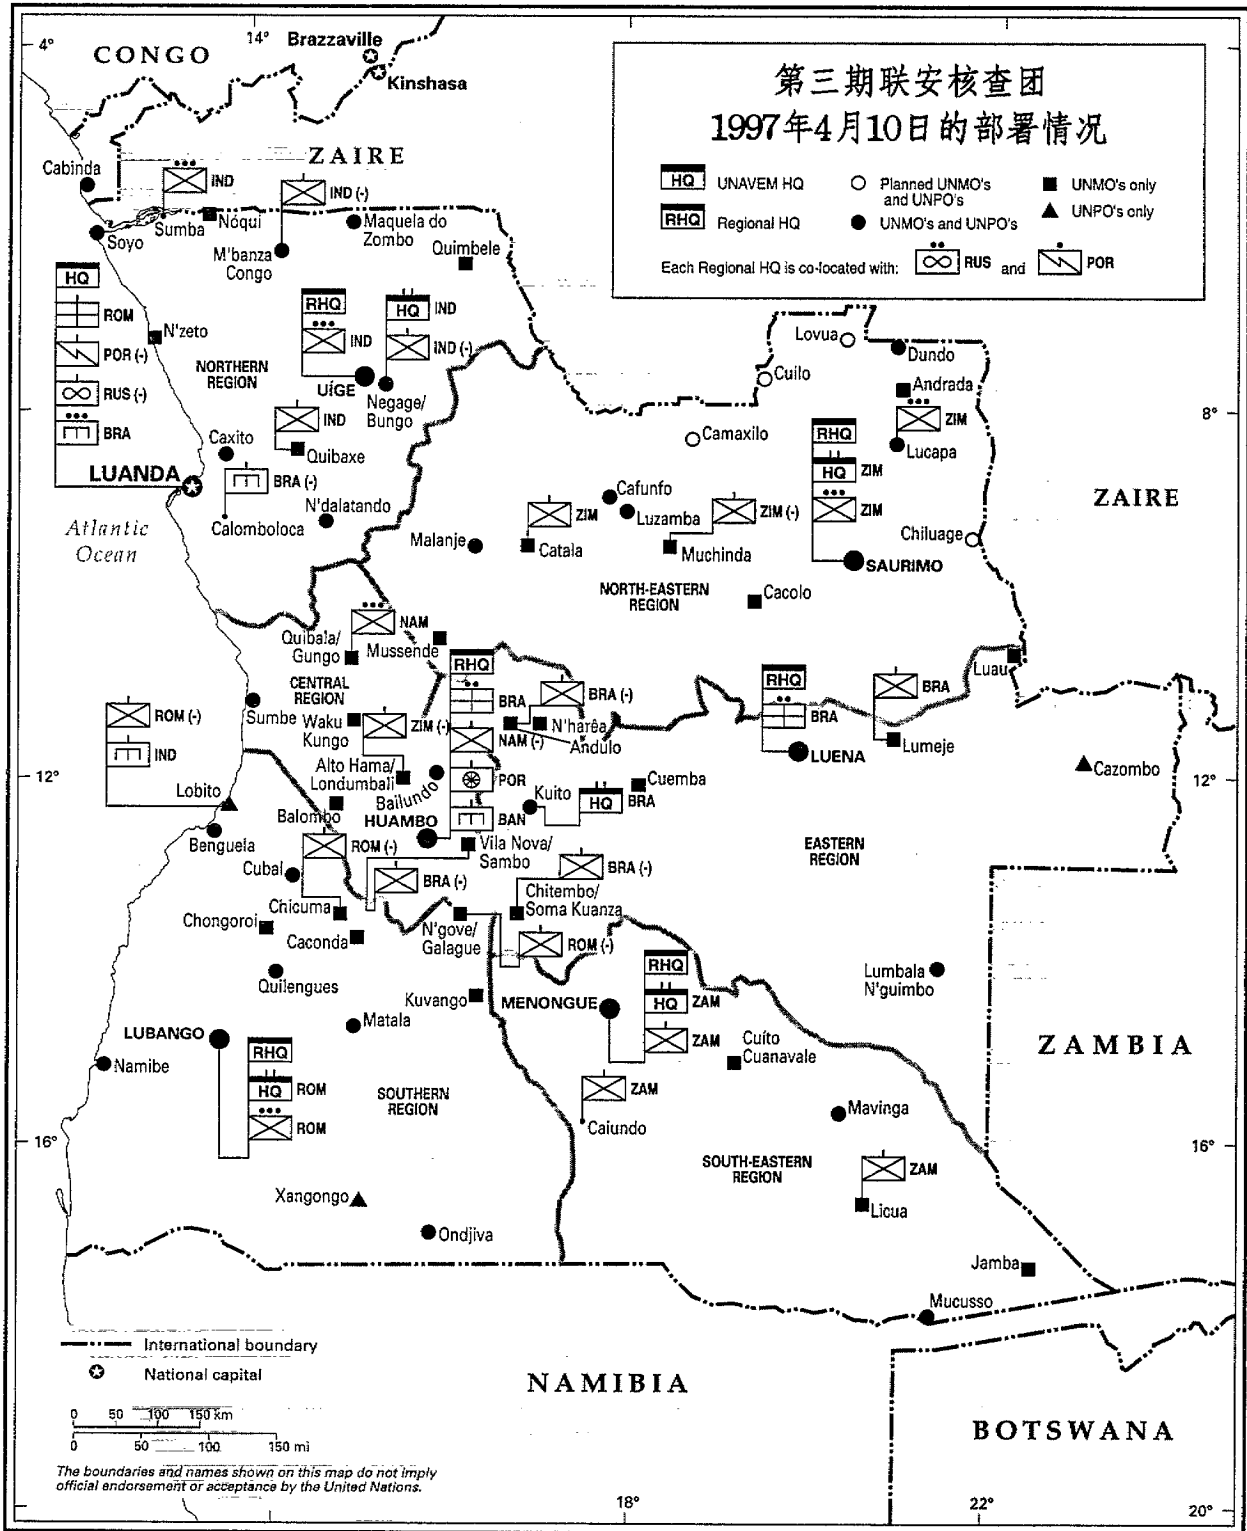 4°
14°
CONGO
Brazzaville
Kinshasa
第三期联安核查团
1997年4月10日的部署情况
HQ UNAVEM HQ
Planned UNMO's
and UNPO's
UNMO's only
RHQ Regional HQ
UNMO's and UNPO's
UNPO's only
Each Regional HQ is co-located with: RUS and POR
ZAIRE
Cabinda
IND
IND (-)
Soyo
Sumba
Nóqui
M'banza
Congo
Maquela do
Zombo
Quimbele
HQ
ROM
POR (-)
RUS (-)
BRA
N'zeto
NORTHERN
REGION
RHQ
IND
HQ IND
IND (-)
UÍGE
Negage/
Bungo
IND
Quibaxe
Caxito
LUANDA
BRA (-)
Calomboloca
N'dalatando
Atlantic
Ocean
Lovua
Dundo
Cuilo
Andrada
8°
ZIM
Lucapa
Camaxilo
RHQ
HQ ZIM
ZIM
ZAIRE
Cafunfo
Luzamba
ZIM
ZIM (-)
Malanje
Catala
Muchinda
Chiluage
SAURIMO
NORTH-EASTERN
REGION
Cacolo
NAM
Quibala/
Gungo
Mussende
CENTRAL
REGION
RHQ
BRA
NAM (-)
POR
BAN
BRA (-)
N'harêa
Andulo
RHQ
BRA
LUENA
BRA
Lumeje
Luau
Sumbe
Waku
Kungo
ZIM (-)
ROM (-)
IND
Lobito
Alto Hama/
Londumbali
Bailundo
Kuito
Cuemba
HQ BRA
12°
12°
Cazombo
Balombo
HUAMBO
Benguela
Vila Nova/
Sambo
EASTERN
REGION
ROM (-)
Cubal
BRA (-)
BRA (-)
Chitembo/
Soma Kuanza
Chicuma
Chongoroi
Caconda
N'gove/
Galague
ROM (-)
Quilengues
Kuvango
MENONGUE
RHQ
HQ ZAM
ZAM
Lumbala
N'guimbo
LUBANGO
Matala
Cuíto
Cuanavale
ZAMBIA
Namibe
RHQ
HQ ROM
ROM
SOUTHERN
REGION
ZAM
Caiundo
Mavinga
16°
16°
SOUTH-EASTERN
REGION
ZAM
Licua
Xangongo
Ondjiva
Jamba
Mucusso
International boundary
National capital
NAMIBIA
BOTSWANA
0 50 100 150 km
0 50 100 150 mi
The boundaries and names shown on this map do not imply
official endorsement or acceptance by the United Nations.
18°
22°
20°